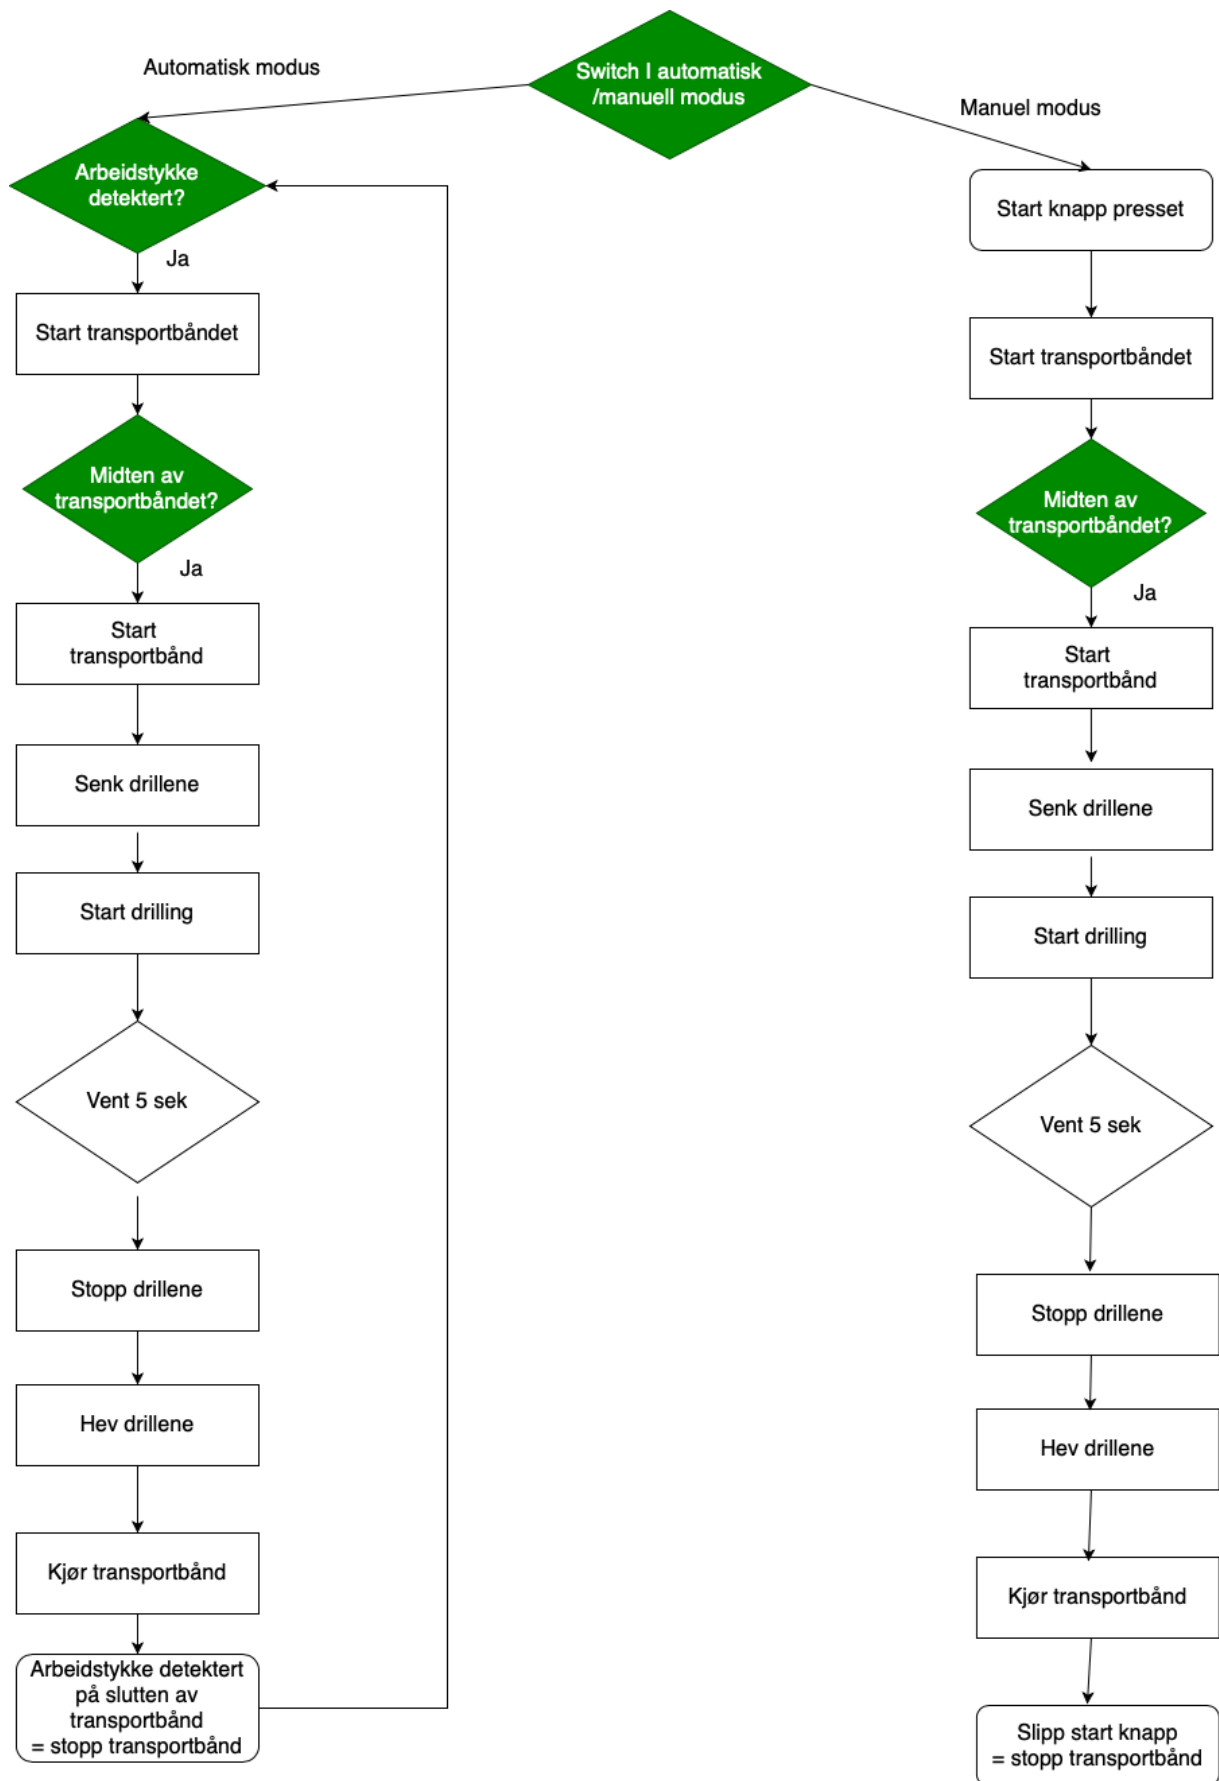 Switch I automatisk
/manuell modus
Automatisk modus
Manuel modus
Arbeidstykke
detektert?
Ja
Start transportbåndet
Midten av
transportbåndet?
Ja
Start
transportbånd
Senk drillene
Start drilling
Vent 5 sek
Stopp drillene
Hev drillene
Kjør transportbånd
Arbeidstykke detektert
på slutten av
transportbånd
= stopp transportbånd
Start knapp presset
Start transportbåndet
Midten av
transportbåndet?
Ja
Start
transportbånd
Senk drillene
Start drilling
Vent 5 sek
Stopp drillene
Hev drillene
Kjør transportbånd
Slipp start knapp
= stopp transportbånd